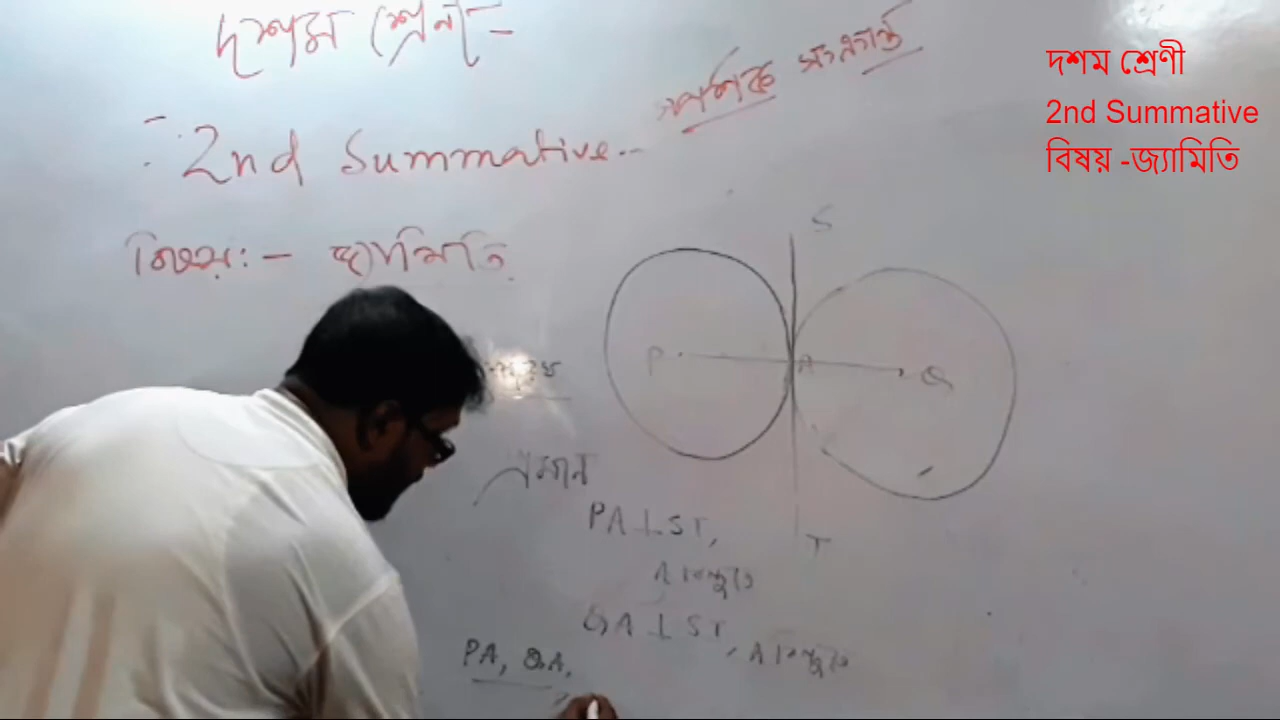 দশম শ্রেণী -
2nd Summative
স্পর্শক সংক্রান্ত
বিষয় :- জ্যামিতি
দশম শ্রেণী
2nd Summative
বিষয় -জ্যামিতি
S
P
A
Q
T
প্রমাণ
PA⊥ST,
A বিন্দুতে
QA⊥ST, A বিন্দুতে
PA, QA,